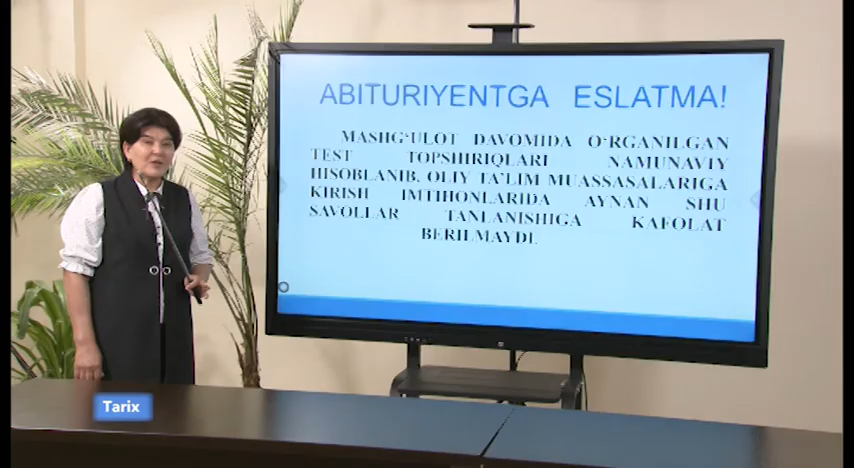 ABITURIYENTGA ESLATMA!
MASHG‘ULOT DAVOMIDA O‘RGANILGAN
TEST TOPSHIRIQLARI NAMUNAVIY
HISOBLANIB, OLIY TA’LIM MUASSASALARIGA
KIRISH IMTIHONLARIDA AYNAN SHU
SAVOLLAR TANLANISHIGA KAFOLAT
BERILMAYDI.
Tarix